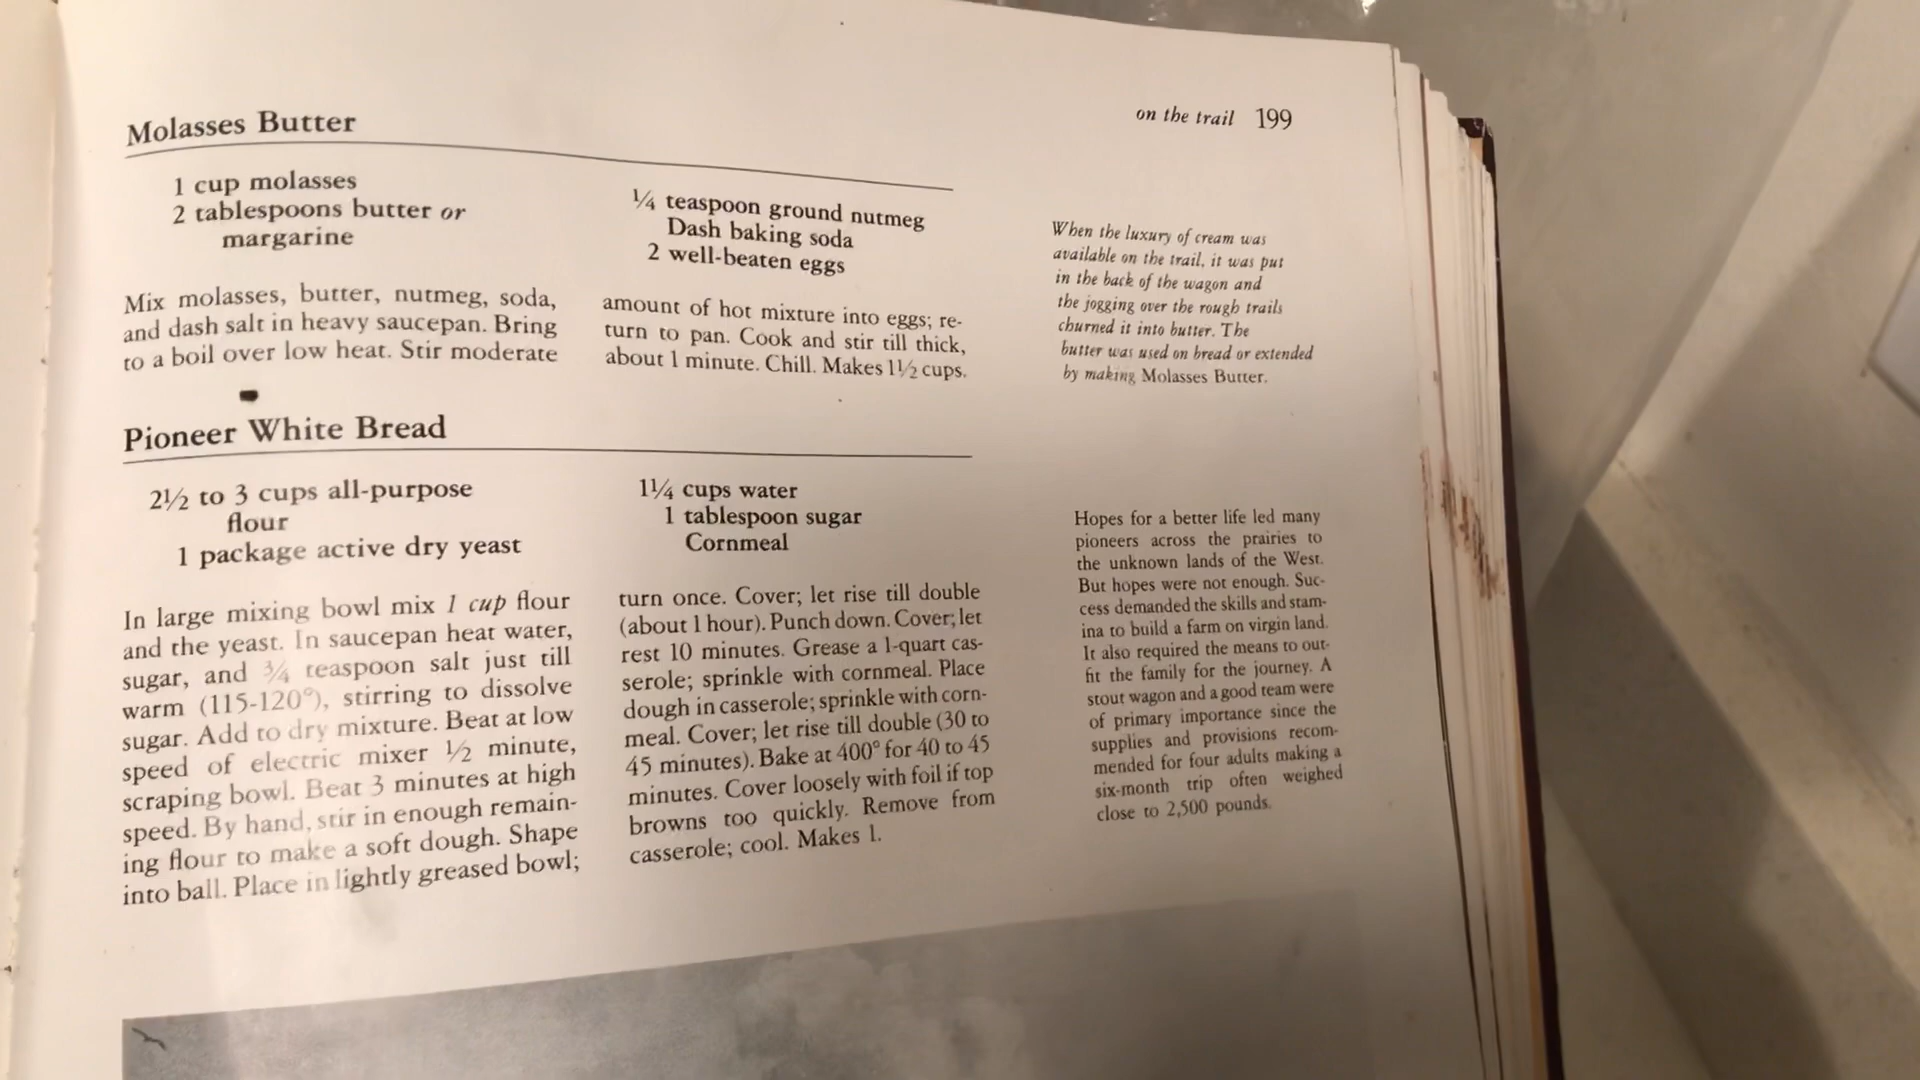 on the trail 199
Molasses Butter
1 cup molasses
2 tablespoons butter or
margarine
¼ teaspoon ground nutmeg
Dash baking soda
2 well-beaten eggs
Mix molasses, butter, nutmeg, soda,
and dash salt in heavy saucepan. Bring
to a boil over low heat. Stir moderate
amount of hot mixture into eggs; re-
turn to pan. Cook and stir till thick,
about 1 minute. Chill. Makes 1½ cups.
When the luxury of cream was
available on the trail, it was put
in the back of the wagon and
the jogging over the rough trails
churned it into butter. The
butter was used on bread or extended
by making Molasses Butter.
Pioneer White Bread
2½ to 3 cups all-purpose
flour
1 package active dry yeast
1¼ cups water
1 tablespoon sugar
Cornmeal
In large mixing bowl mix 1 cup flour
and the yeast. In saucepan heat water,
sugar, and ¾ teaspoon salt just till
warm (115-120°), stirring to dissolve
sugar. Add to dry mixture. Beat at low
speed of electric mixer ½ minute,
scraping bowl. Beat 3 minutes at high
speed. By hand, stir in enough remain-
ing flour to make a soft dough. Shape
into ball. Place in lightly greased bowl;
turn once. Cover; let rise till double
(about 1 hour). Punch down. Cover; let
rest 10 minutes. Grease a 1-quart cas-
serole; sprinkle with cornmeal. Place
dough in casserole; sprinkle with corn-
meal. Cover; let rise till double (30 to
45 minutes). Bake at 400° for 40 to 45
minutes. Cover loosely with foil if top
browns too quickly. Remove from
casserole; cool. Makes 1.
Hopes for a better life led many
pioneers across the prairies to
the unknown lands of the West.
But hopes were not enough. Suc-
cess demanded the skills and stam-
ina to build a farm on virgin land.
It also required the means to out-
fit the family for the journey. A
stout wagon and a good team were
of primary importance since the
supplies and provisions recom-
mended for four adults making a
six-month trip often weighed
close to 2,500 pounds.